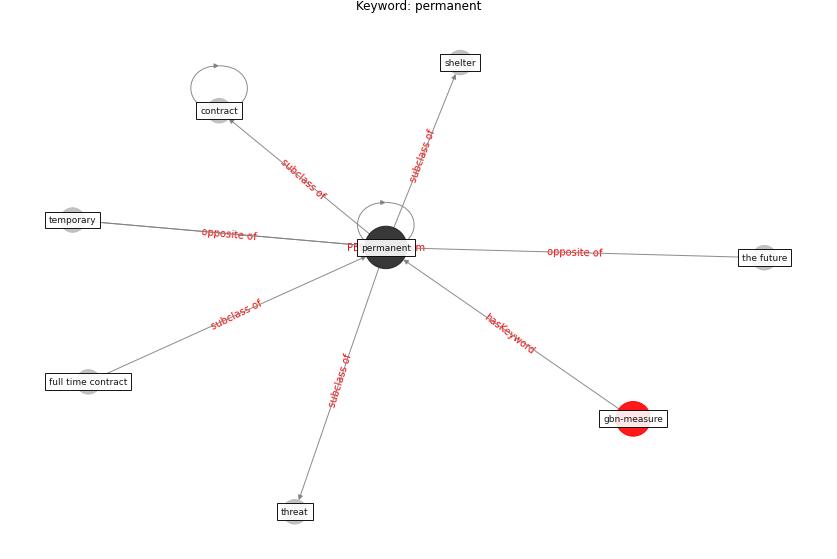 Keyword: permanent
shelter
contract
subclass of
subclass of
temporary
opposite of
permanent
opposite of
the future
subclass of
hasKeyword
subclass of
full time contract
gbn-measure
threat